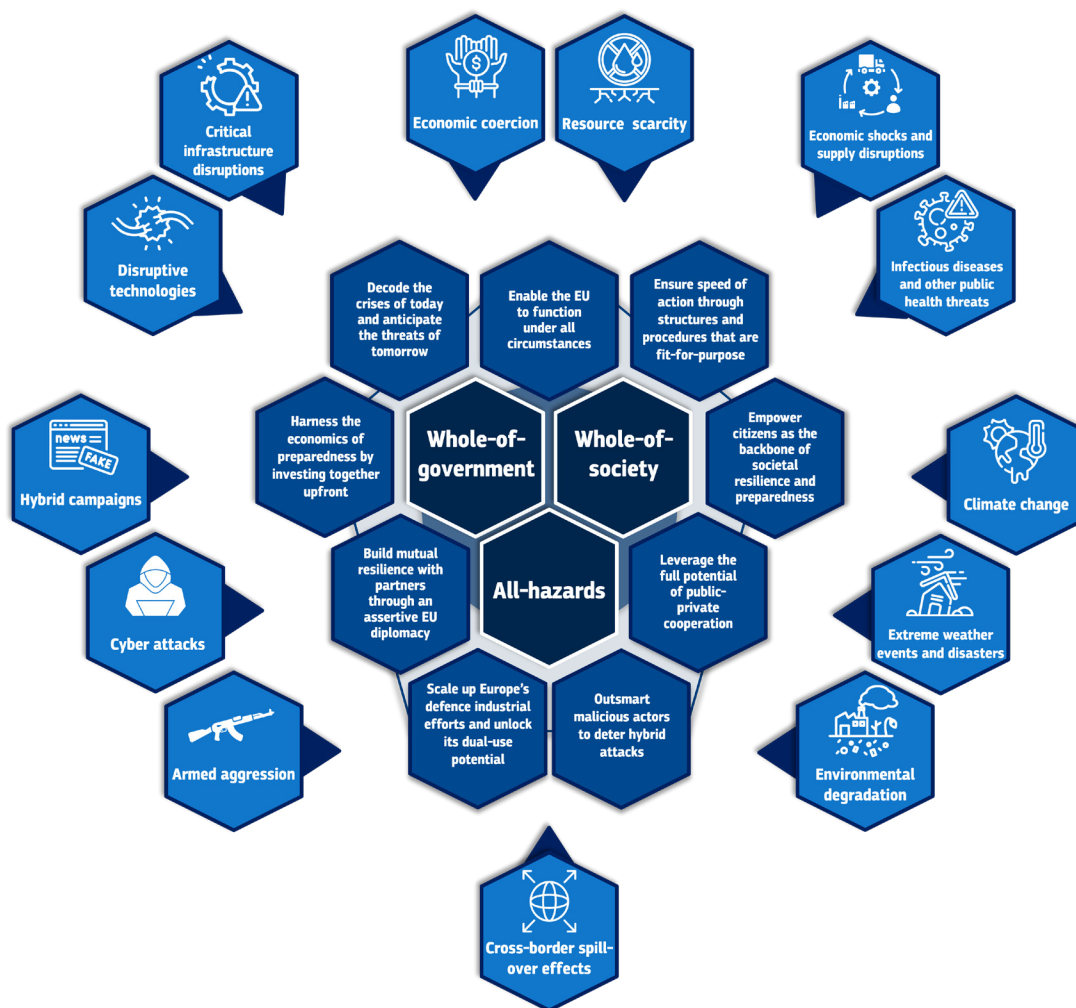 Economic coercion
Resource scarcity
Critical
infrastructure
disruptions
Economic shocks and
supply disruptions
Disruptive
technologies
Infectious diseases
and other public
health threats
Decode the
crises of today
and anticipate
the threats of
tomorrow
Enable the EU
to function
under all
circumstances
Ensure speed of
action through
structures and
procedures that are
fit-for-purpose
Harness the
economics of
preparedness by
investing together
upfront
Whole-of-
government
Whole-of-
society
Empower
citizens as the
backbone of
societal
resilience and
preparedness
news
FAKE
Hybrid campaigns
Climate change
Build mutual
resilience with
partners
through an
assertive EU
diplomacy
All-hazards
Leverage the
full potential
of public-
private
cooperation
Cyber attacks
Extreme weather
events and disasters
Scale up Europe's
defence industrial
efforts and unlock
its dual-use
potential
Outsmart
malicious actors
to deter hybrid
attacks
Armed aggression
Environmental
degradation
Cross-border spill-
over effects